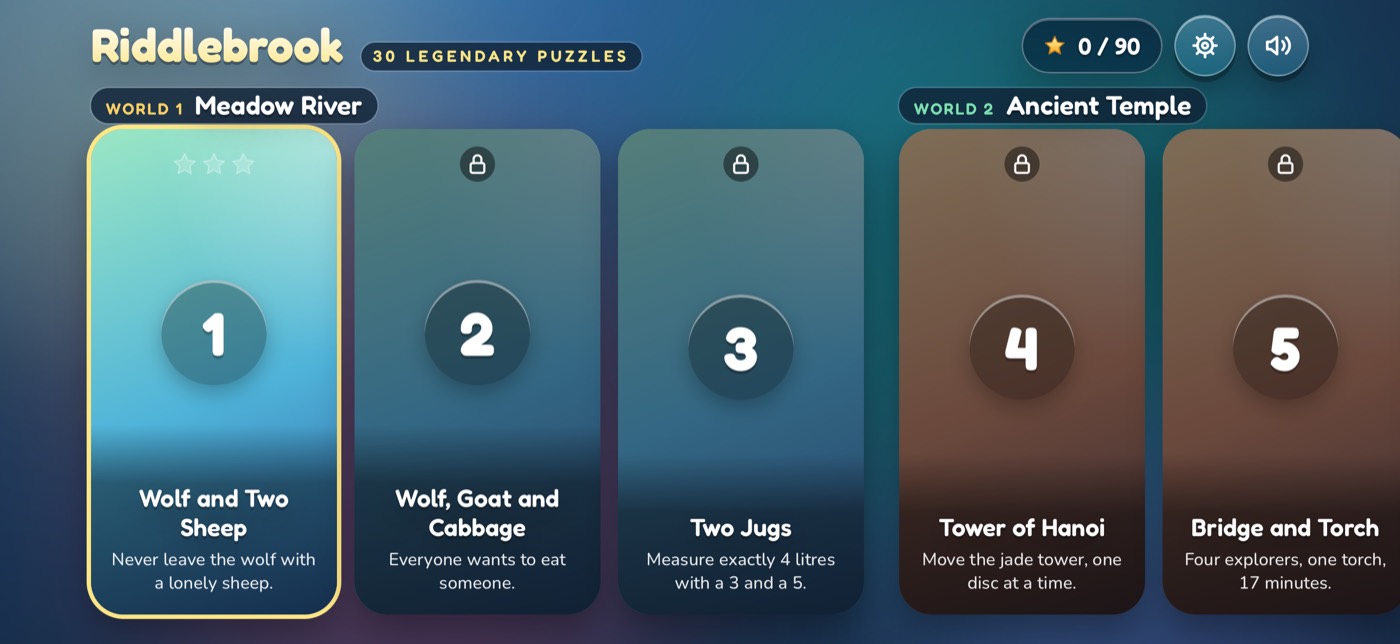 Riddlebrook
30 LEGENDARY PUZZLES
0 / 90
WORLD 1 Meadow River
WORLD 2 Ancient Temple
1
Wolf and Two
Sheep
Never leave the wolf with
a lonely sheep.
2
Wolf, Goat and
Cabbage
Everyone wants to eat
someone.
3
Two Jugs
Measure exactly 4 litres
with a 3 and a 5.
4
Tower of Hanoi
Move the jade tower, one
disc at a time.
5
Bridge and Torch
Four explorers, one torch,
17 minutes.